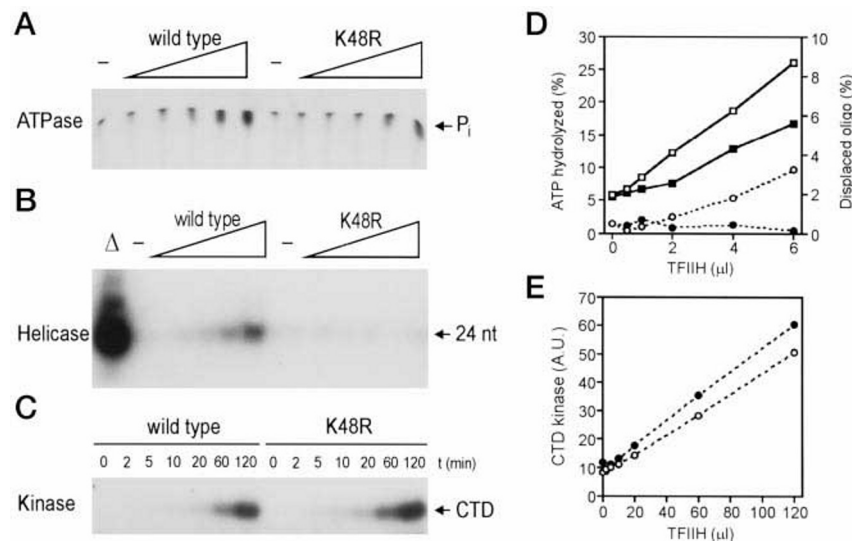 A
wild type
K48R
– –
ATPase
← Pi
B
wild type
K48R
Δ – –
Helicase
← 24 nt
C
wild type
K48R
0 2 5 10 20 60 120 0 2 5 10 20 60 120 t (min)
Kinase
← CTD
D
ATP hydrolyzed (%)
30
25
20
15
10
5
0
10
8
6
4
2
0
Displaced oligo (%)
0 2 4 6
TFIIH (μl)
E
CTD kinase (A.U.)
70
60
50
40
30
20
10
0
0 20 40 60 80 100 120
TFIIH (μl)